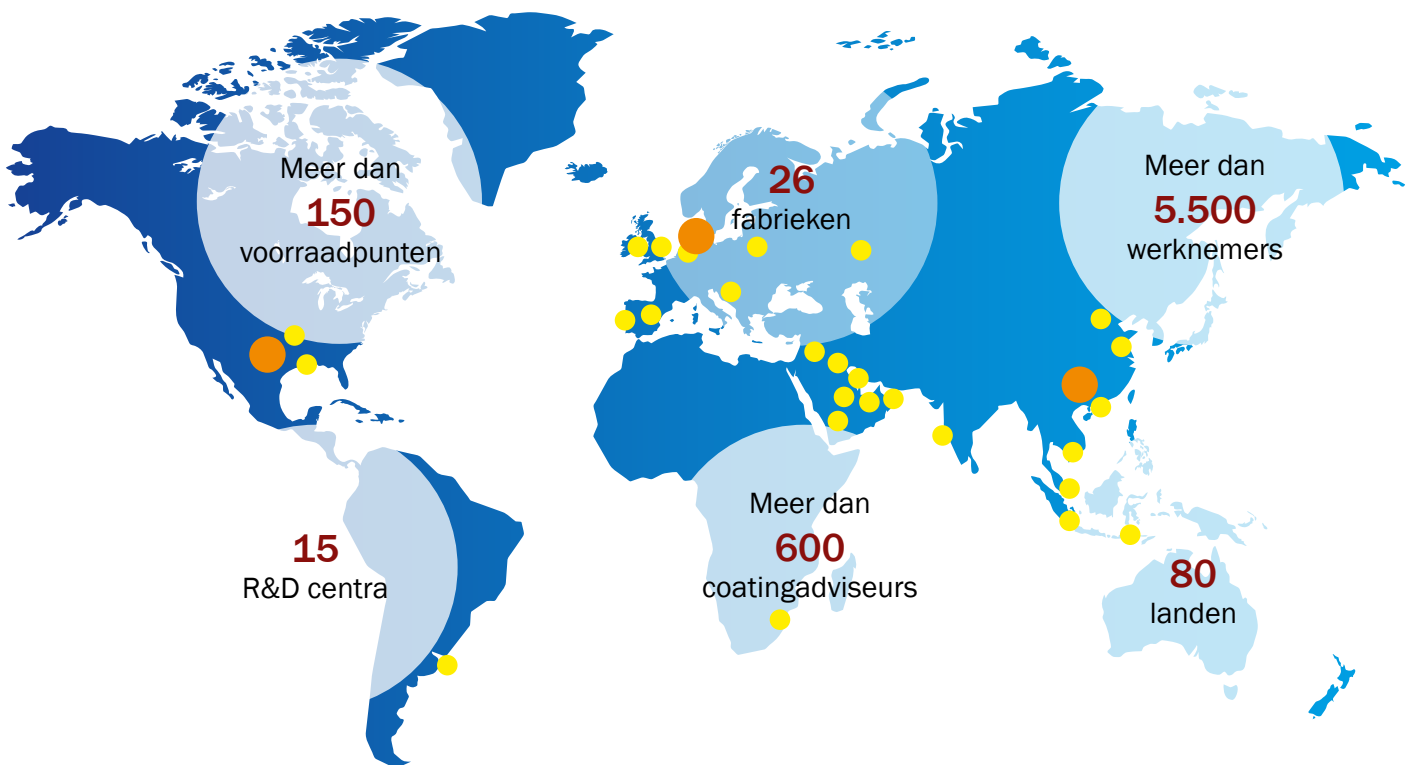 Meer dan
150
voorraadpunten
26
fabrieken
Meer dan
5.500
werknemers
15
R&D centra
Meer dan
600
coatingadviseurs
80
landen